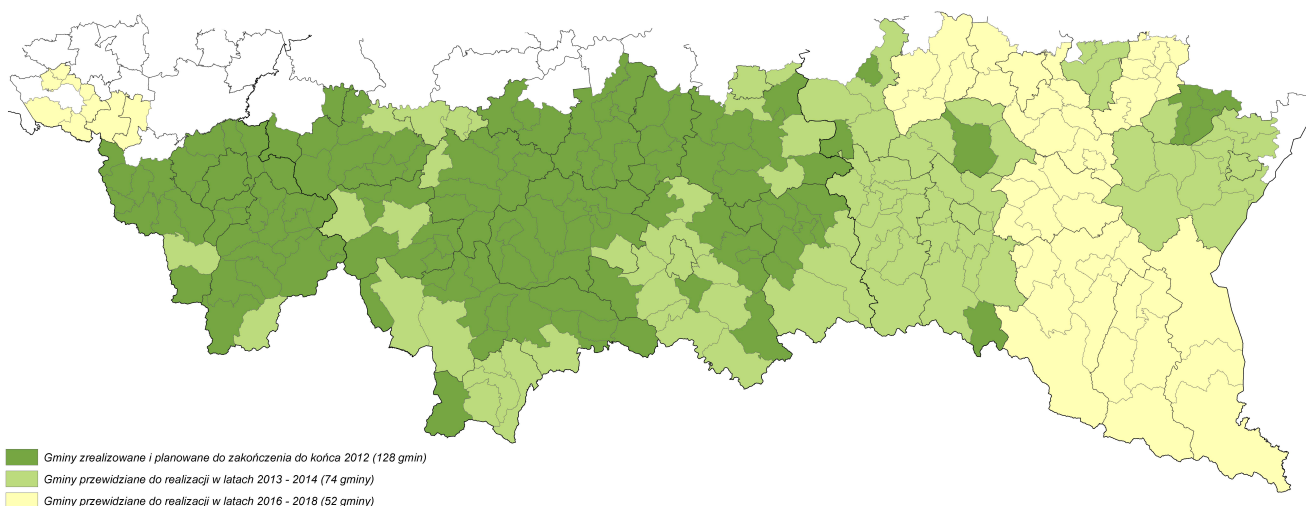 Gminy zrealizowane i planowane do zakończenia do końca 2012 (128 gmin)
Gminy przewidziane do realizacji w latach 2013 - 2014 (74 gminy)
Gminy przewidziane do realizacji w latach 2016 - 2018 (52 gminy)